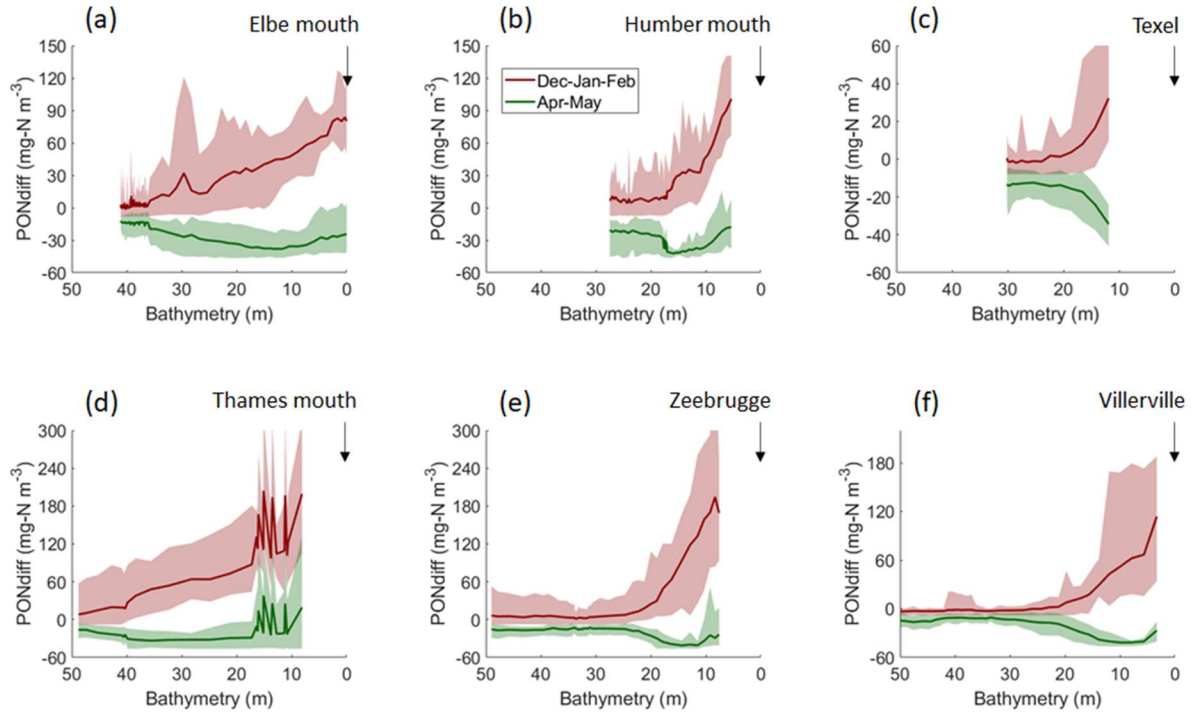 (a) Elbe mouth
PONdiff (mg-N m⁻³)
150
120
90
60
30
0
-30
-60
50 40 30 20 10 0
Bathymetry (m)
(b) Humber mouth
PONdiff (mg-N m⁻³)
150
120
90
60
30
0
-30
-60
Dec-Jan-Feb
Apr-May
50 40 30 20 10 0
Bathymetry (m)
(c) Texel
PONdiff (mg-N m⁻³)
60
40
20
0
-20
-40
-60
50 40 30 20 10 0
Bathymetry (m)
(d) Thames mouth
PONdiff (mg-N m⁻³)
300
240
180
120
60
0
-60
50 40 30 20 10 0
Bathymetry (m)
(e) Zeebrugge
PONdiff (mg-N m⁻³)
300
240
180
120
60
0
-60
50 40 30 20 10 0
Bathymetry (m)
(f) Villerville
PONdiff (mg-N m⁻³)
180
120
60
0
-60
50 40 30 20 10 0
Bathymetry (m)